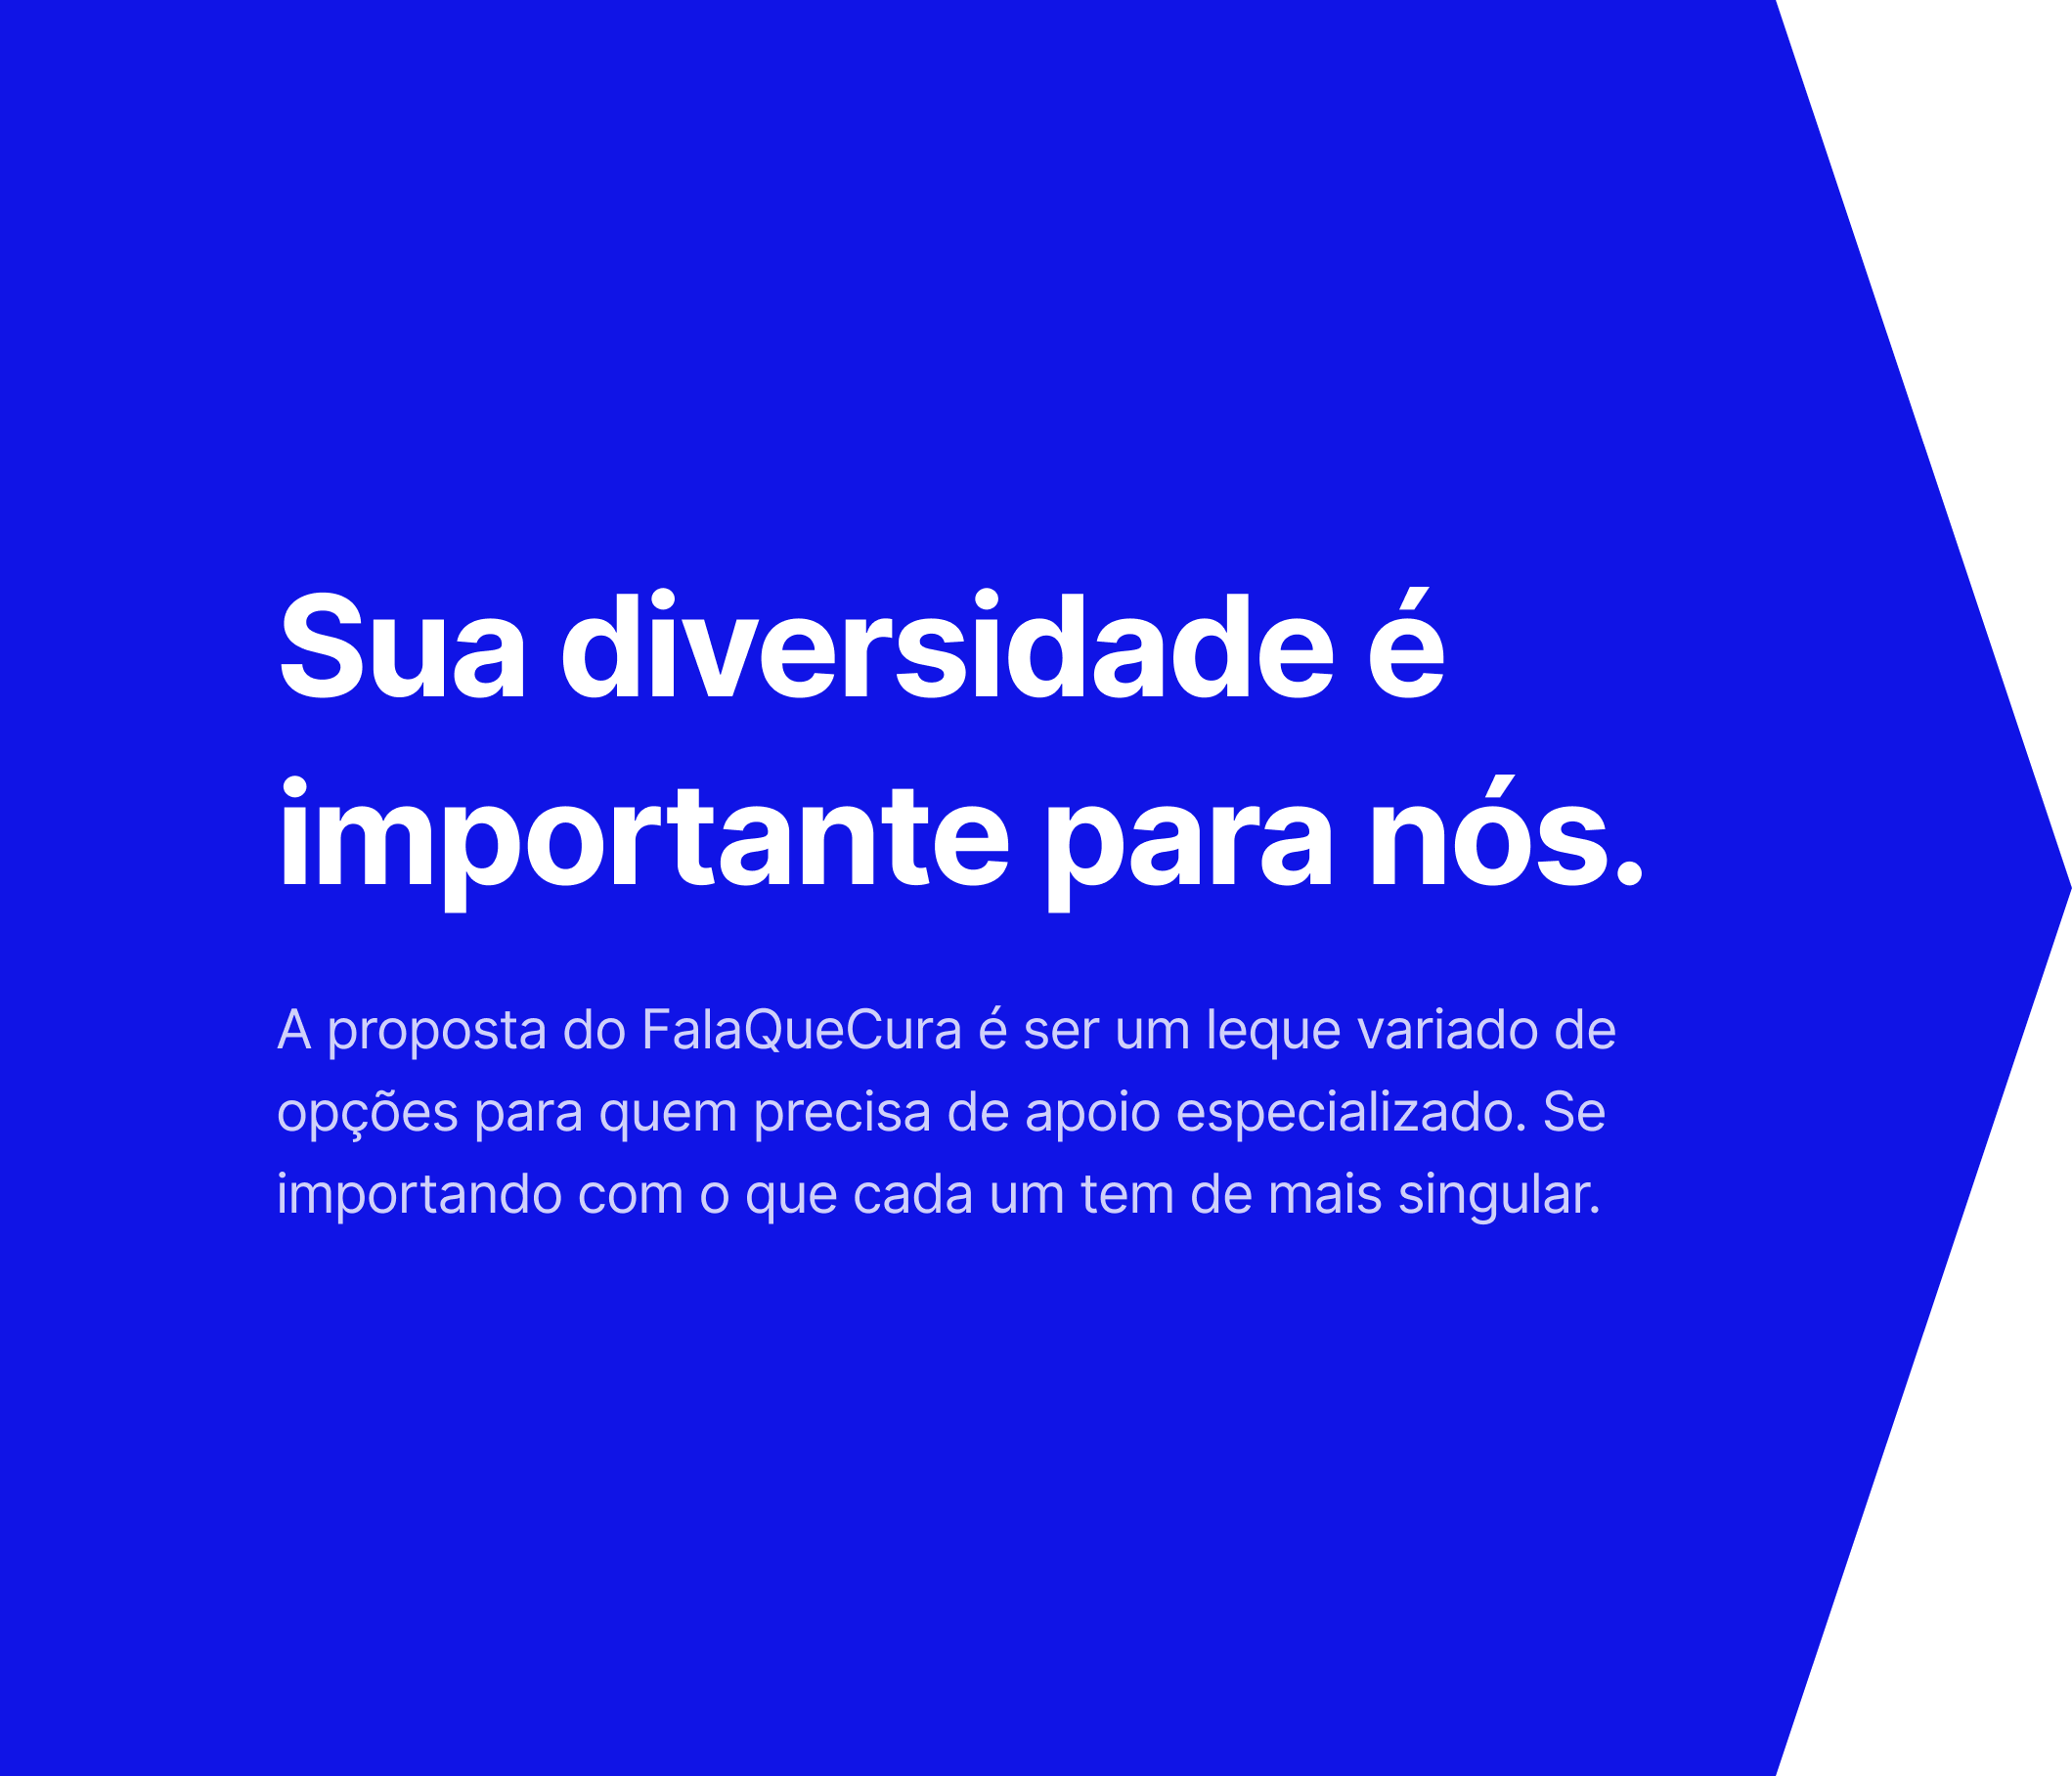 Sua diversidade é
importante para nós.
A proposta do FalaQueCura é ser um leque variado de
opções para quem precisa de apoio especializado. Se
importando com o que cada um tem de mais singular.